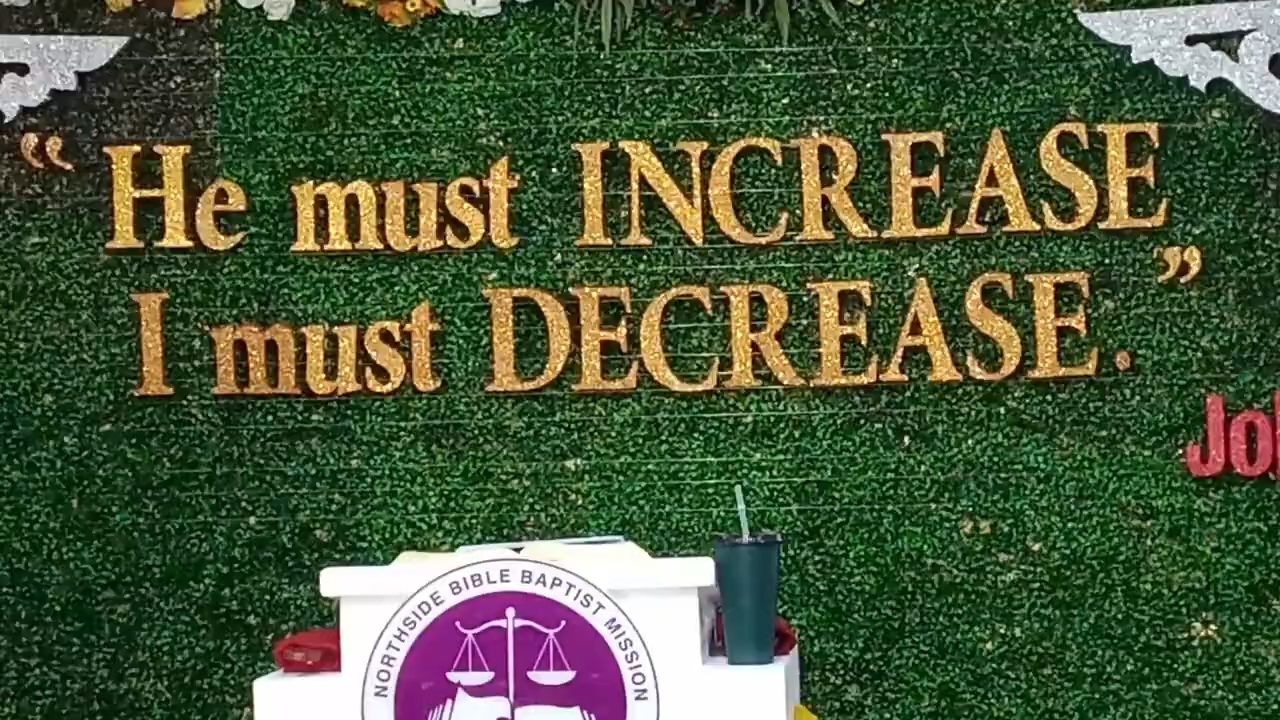 “He must INCREASE
I must DECREASE.”
NORTHSIDE BIBLE BAPTIST MISSION